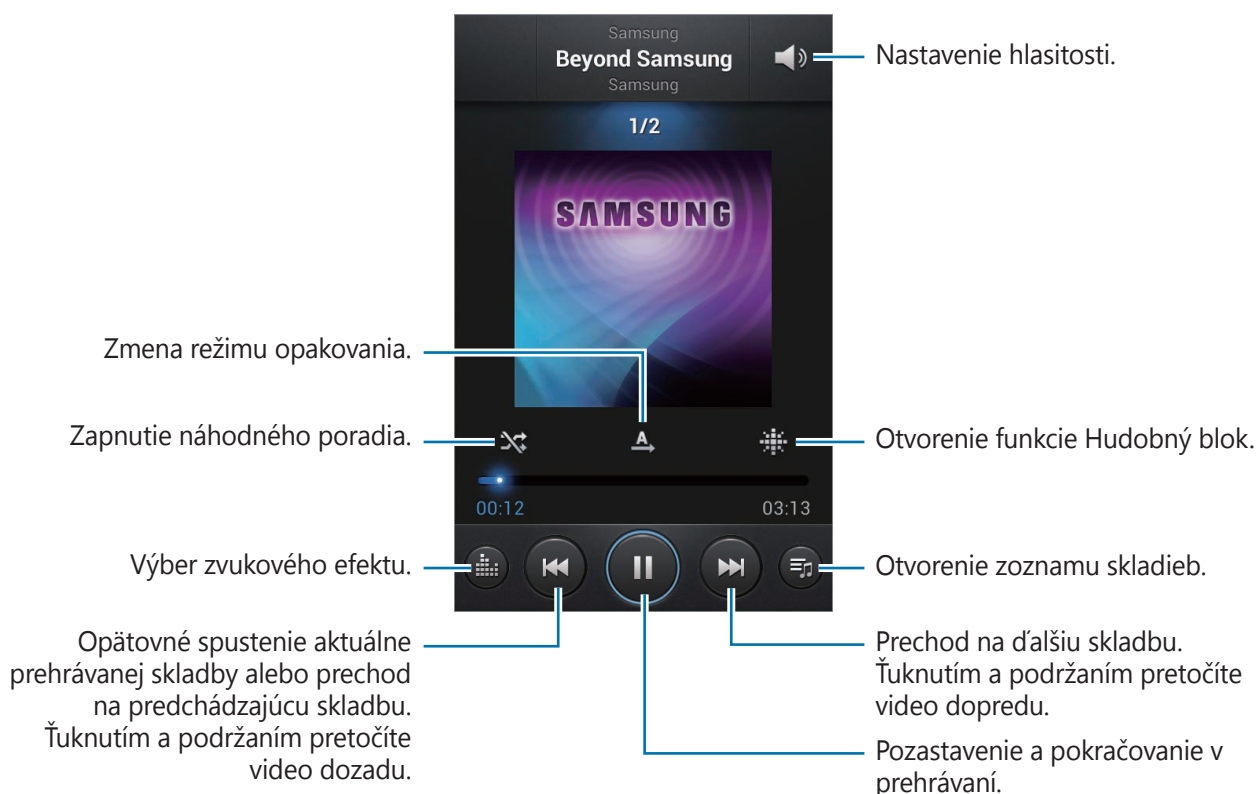 Samsung
Beyond Samsung
Samsung
Nastavenie hlasitosti.
1/2
SAMSUNG
Zmena režimu opakovania.
Zapnutie náhodného poradia.
A
Otvorenie funkcie Hudobný blok.
00:12
03:13
Výber zvukového efektu.
Otvorenie zoznamu skladieb.
Opätovné spustenie aktuálne
prehrávanej skladby alebo prechod
na predchádzajúcu skladbu.
Ťuknutím a podržaním pretočíte
video dozadu.
Prechod na ďalšiu skladbu.
Ťuknutím a podržaním pretočíte
video dopredu.
Pozastavenie a pokračovanie v
prehrávaní.